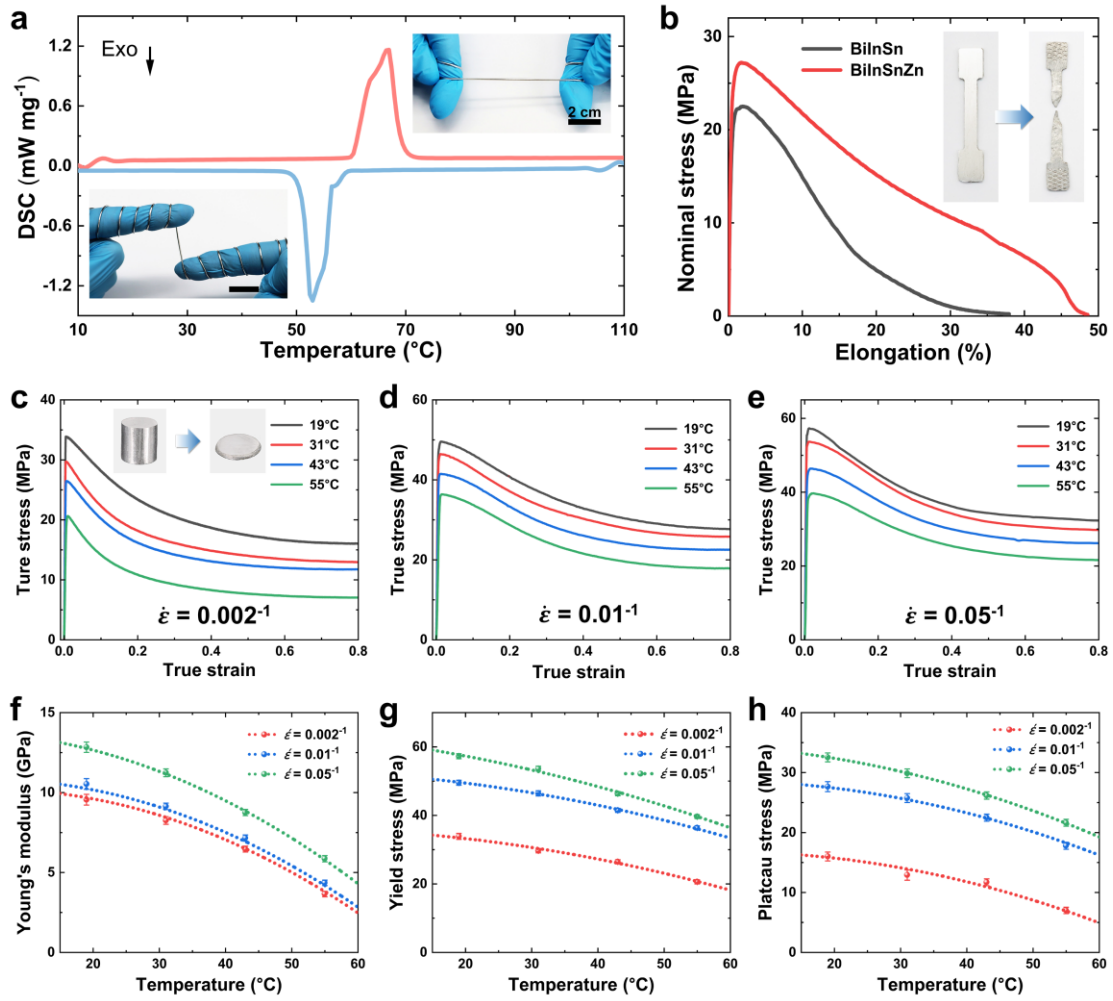 a
Exo
2 cm
DSC (mW mg⁻¹)
1.2
0.6
0.0
-0.6
-1.2
10
30
50
70
90
110
Temperature (°C)
b
BiInSn
BiInSnZn
Nominal stress (MPa)
30
20
10
0
0
10
20
30
40
50
Elongation (%)
c
19°C
31°C
43°C
55°C
Ture stress (MPa)
40
30
20
10
0
ε̇ = 0.002⁻¹
0.0
0.2
0.4
0.6
0.8
True strain
d
19°C
31°C
43°C
55°C
True stress (MPa)
60
40
20
0
ε̇ = 0.01⁻¹
0.0
0.2
0.4
0.6
0.8
True strain
e
19°C
31°C
43°C
55°C
True stress (MPa)
60
40
20
0
ε̇ = 0.05⁻¹
0.0
0.2
0.4
0.6
0.8
True strain
f
ε̇ = 0.002⁻¹
ε̇ = 0.01⁻¹
ε̇ = 0.05⁻¹
Young's modulus (GPa)
15
10
5
0
20
30
40
50
60
Temperature (°C)
g
ε̇ = 0.002⁻¹
ε̇ = 0.01⁻¹
ε̇ = 0.05⁻¹
Yield stress (MPa)
60
40
20
0
20
30
40
50
60
Temperature (°C)
h
ε̇ = 0.002⁻¹
ε̇ = 0.01⁻¹
ε̇ = 0.05⁻¹
Platcau stress (MPa)
40
30
20
10
0
20
30
40
50
60
Temperature (°C)